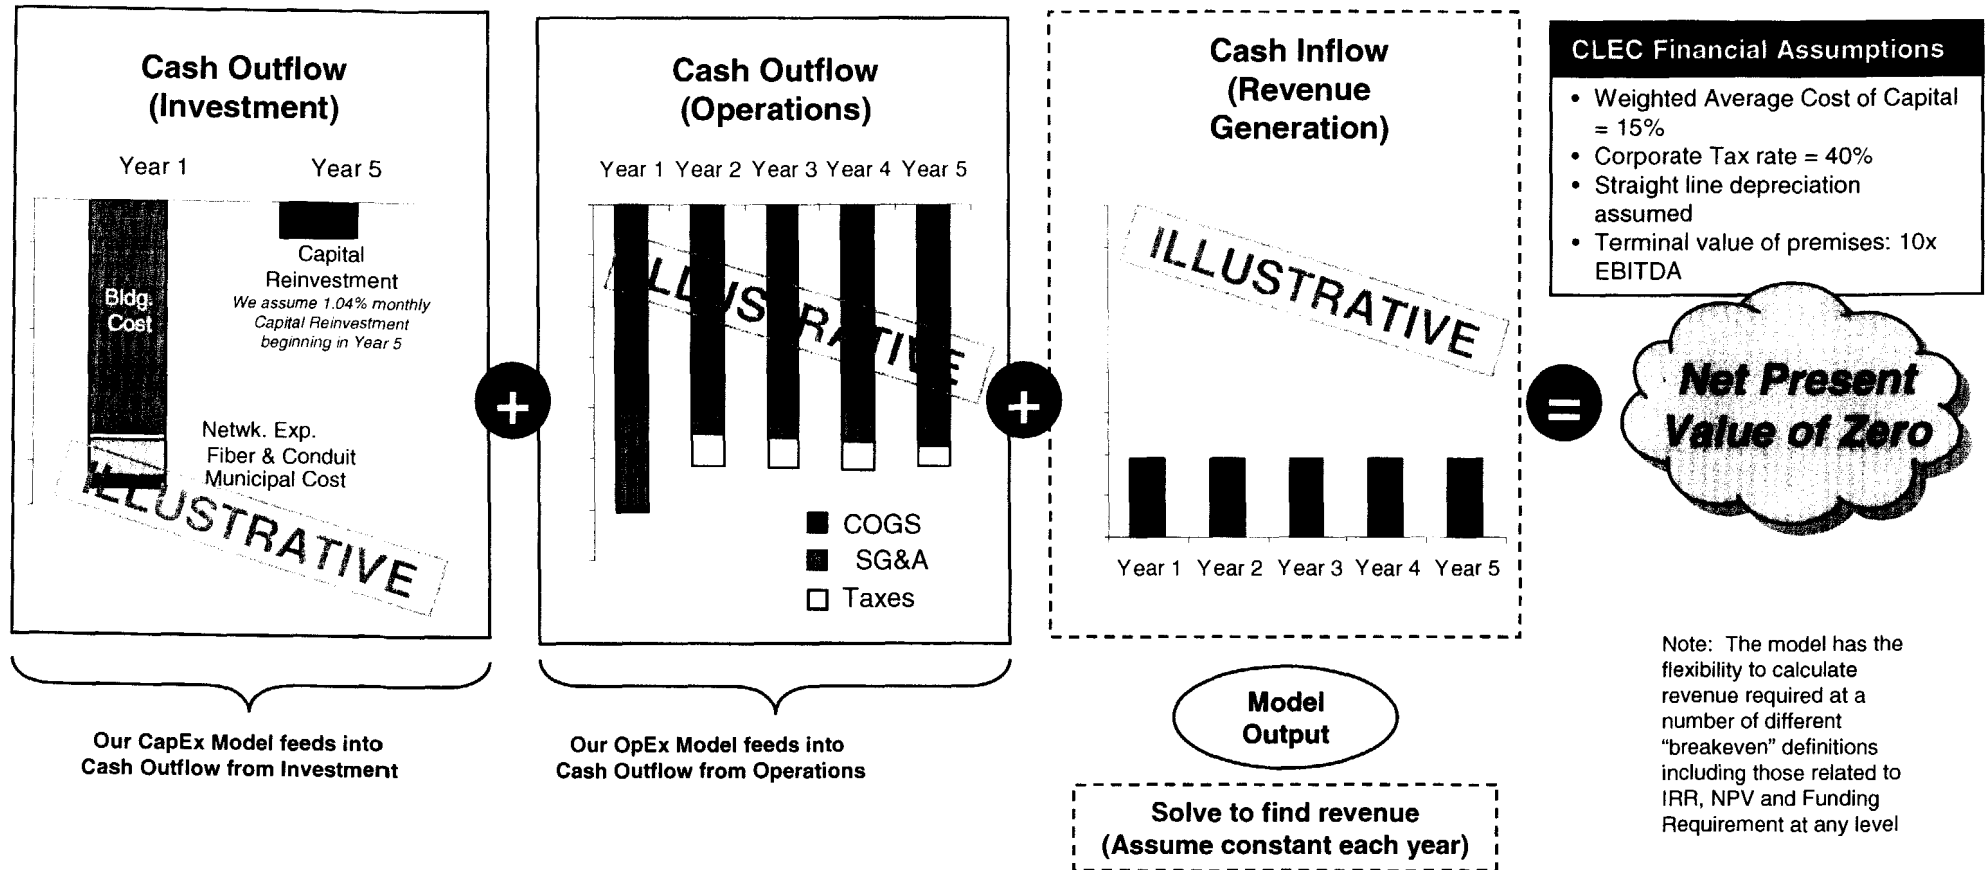 Cash Outflow
(Investment)
Year 1
Year 5
Bldg.
Cost
Capital
Reinvestment
We assume 1.04% monthly
Capital Reinvestment
beginning in Year 5
Netwk. Exp.
Fiber & Conduit
Municipal Cost
ILLUSTRATIVE
+
Our CapEx Model feeds into
Cash Outflow from Investment
Cash Outflow
(Operations)
Year 1 Year 2 Year 3 Year 4 Year 5
ILLUSTRATIVE
COGS
SG&A
Taxes
+
Our OpEx Model feeds into
Cash Outflow from Operations
Cash Inflow
(Revenue
Generation)
ILLUSTRATIVE
Year 1 Year 2 Year 3 Year 4 Year 5
Model
Output
Solve to find revenue
(Assume constant each year)
=
CLEC Financial Assumptions
• Weighted Average Cost of Capital
= 15%
• Corporate Tax rate = 40%
• Straight line depreciation
assumed
• Terminal value of premises: 10x
EBITDA
Net Present
Value of Zero
Note: The model has the
flexibility to calculate
revenue required at a
number of different
“breakeven” definitions
including those related to
IRR, NPV and Funding
Requirement at any level